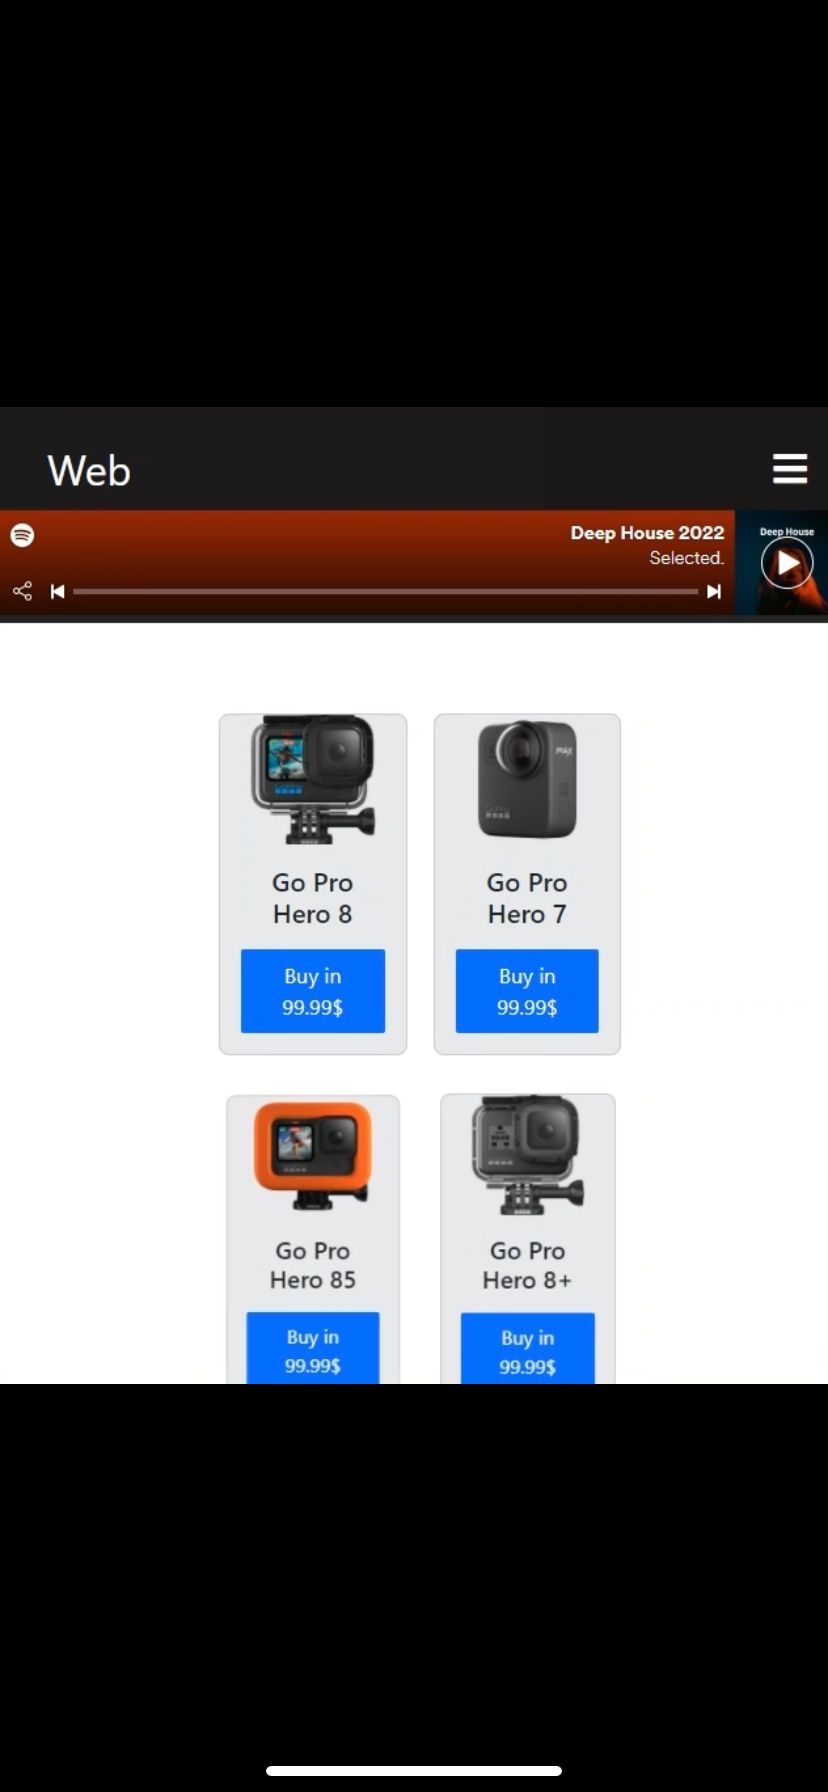 Web
Deep House 2022
Selected.
Deep House
MAX
Go Pro
Hero 8
Go Pro
Hero 7
Buy in
99.99$
Buy in
99.99$
Go Pro
Hero 85
Go Pro
Hero 8+
Buy in
99.99$
Buy in
99.99$